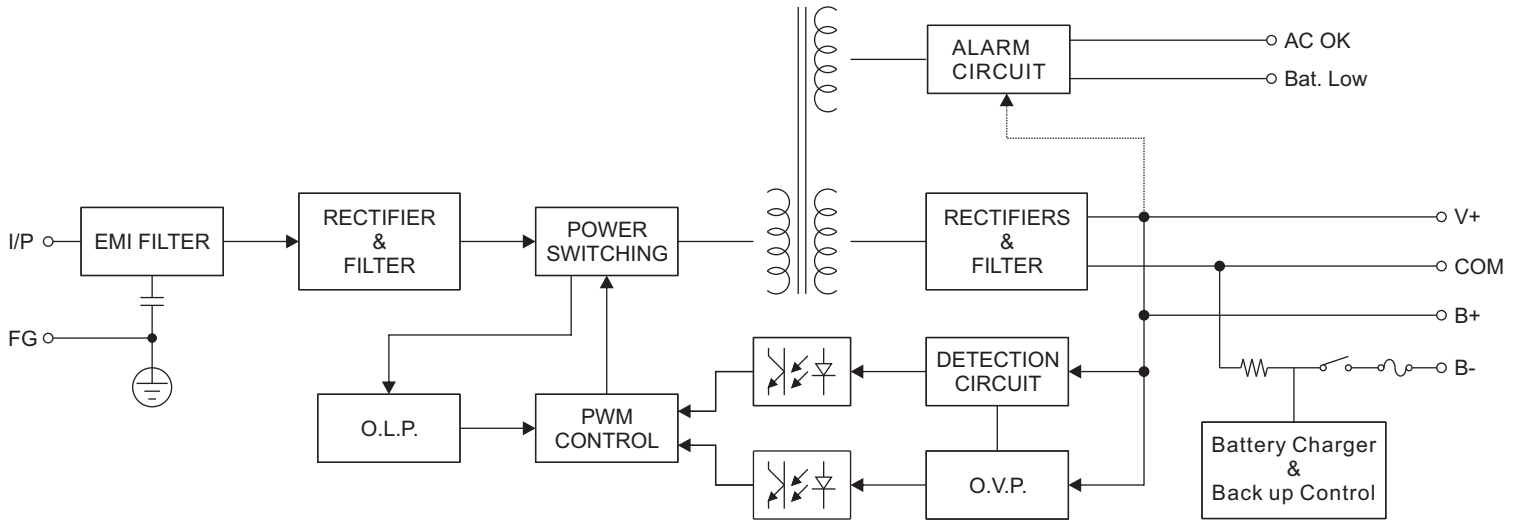 ALARM
CIRCUIT
AC OK
Bat. Low
I/P
EMI FILTER
RECTIFIER
&
FILTER
POWER
SWITCHING
RECTIFIERS
&
FILTER
V+
COM
B+
B-
FG
O.L.P.
PWM
CONTROL
DETECTION
CIRCUIT
O.V.P.
Battery Charger
&
Back up Control